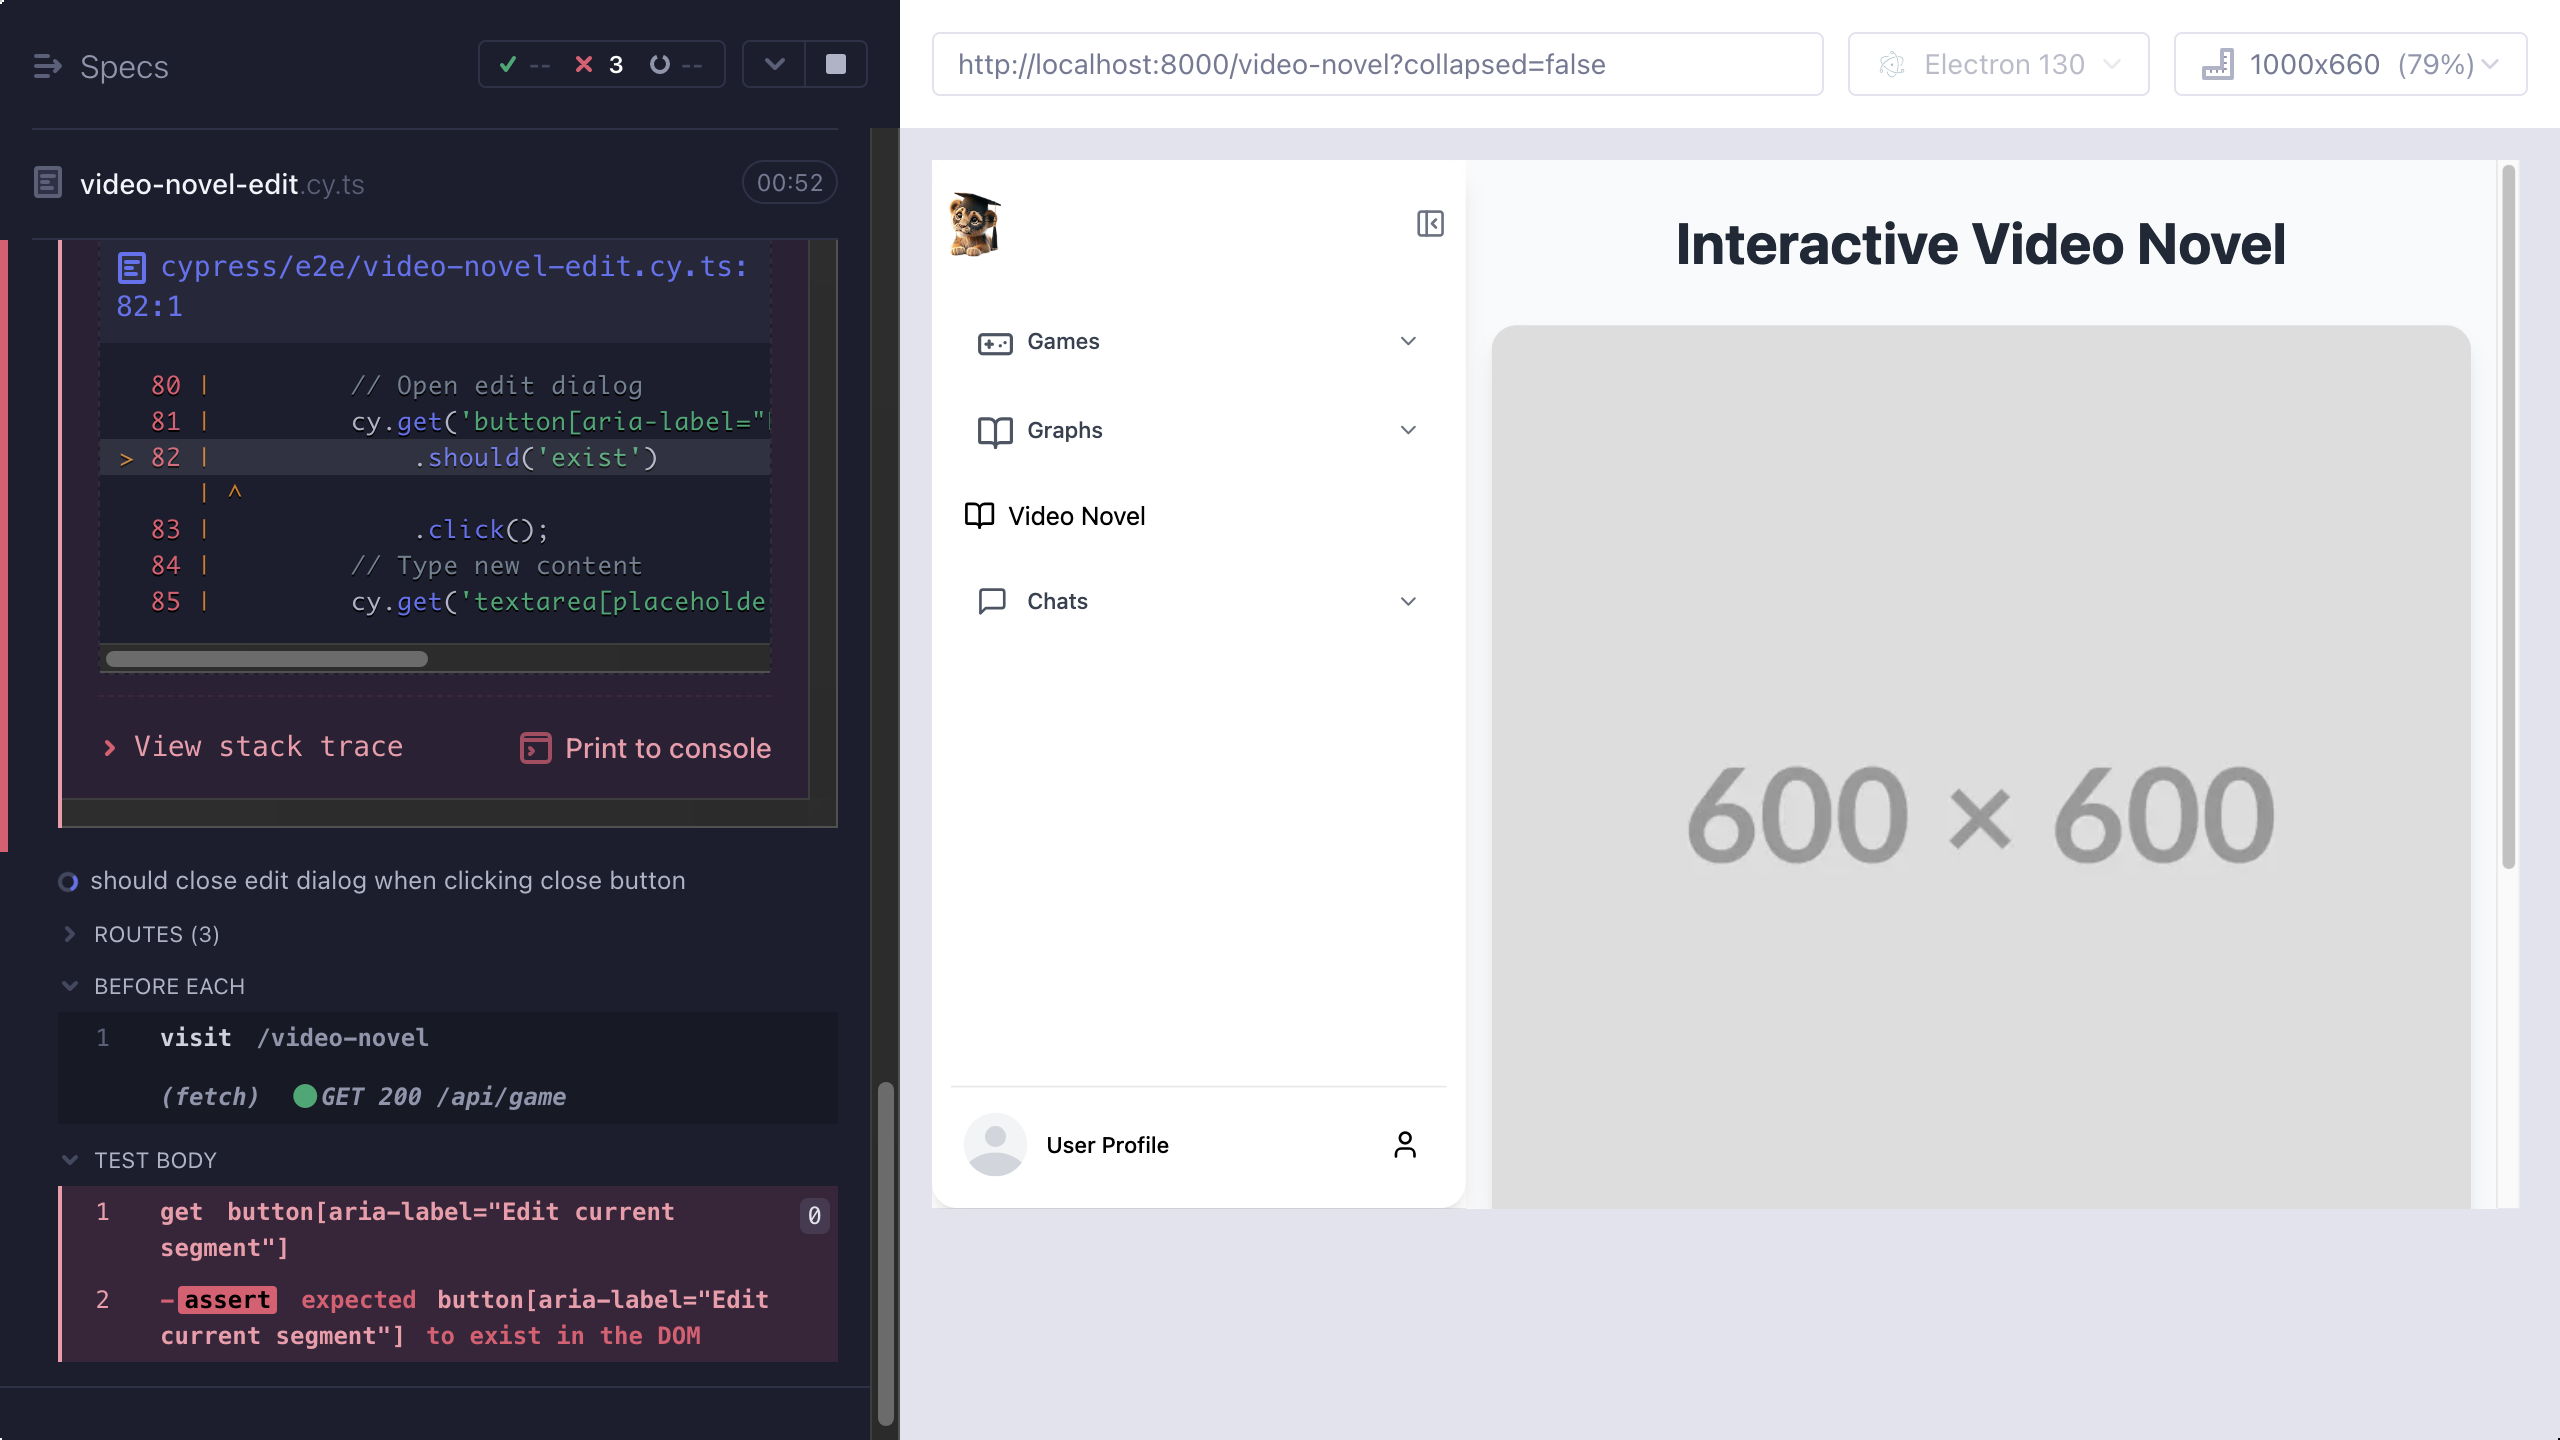 Specs
--
3
--
video-novel-edit.cy.ts
00:52
cypress/e2e/video-novel-edit.cy.ts:
82:1
80 | // Open edit dialog
81 | cy.get('button[aria-label="
> 82 | .should('exist')
| ^
83 | .click();
84 | // Type new content
85 | cy.get('textarea[placeholde
View stack trace
Print to console
should close edit dialog when clicking close button
ROUTES (3)
BEFORE EACH
1 visit /video-novel
(fetch) GET 200 /api/game
TEST BODY
1 get button[aria-label="Edit current
segment"]
0
2 -assert expected button[aria-label="Edit
current segment"] to exist in the DOM
http://localhost:8000/video-novel?collapsed=false
Electron 130
1000x660 (79%)
Games
Graphs
Video Novel
Chats
User Profile
Interactive Video Novel
600 × 600